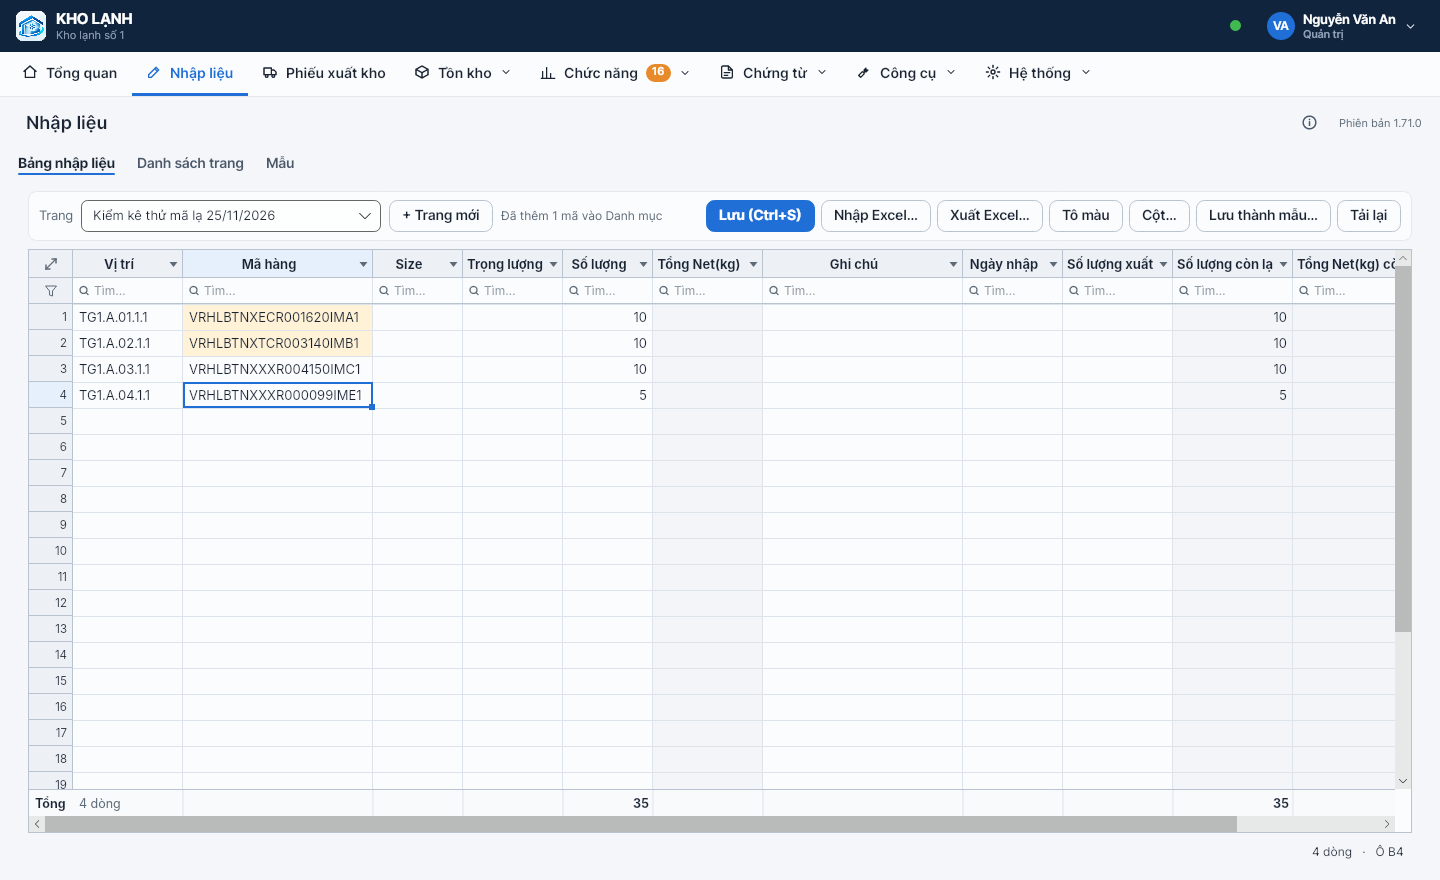 KHO LẠNH
Kho lạnh số 1
VA
Nguyễn Văn An
Quản trị
Tổng quan
Nhập liệu
Phiếu xuất kho
Tồn kho
Chức năng 16
Chứng từ
Công cụ
Hệ thống
Nhập liệu
Phiên bản 1.71.0
Bảng nhập liệu
Danh sách trang
Mẫu
Trang
Kiểm kê thử mã lạ 25/11/2026
+ Trang mới
Đã thêm 1 mã vào Danh mục
Lưu (Ctrl+S)
Nhập Excel...
Xuất Excel...
Tô màu
Cột...
Lưu thành mẫu...
Tải lại
Vị trí Mã hàng Size Trọng lượng Số lượng Tổng Net(kg) Ghi chú Ngày nhập Số lượng xuất Số lượng còn lạ Tổng Net(kg) cò
Tìm... Tìm... Tìm... Tìm... Tìm... Tìm... Tìm... Tìm... Tìm... Tìm... Tìm...
1 TG1.A.01.1.1 VRHLBTNXECR001620IMA1 10 10
2 TG1.A.02.1.1 VRHLBTNXTCR003140IMB1 10 10
3 TG1.A.03.1.1 VRHLBTNXXXR004150IMC1 10 10
4 TG1.A.04.1.1 VRHLBTNXXXR000099IME1 5 5
5
6
7
8
9
10
11
12
13
14
15
16
17
18
19
Tổng 4 dòng 35 35
4 dòng · Ô B4